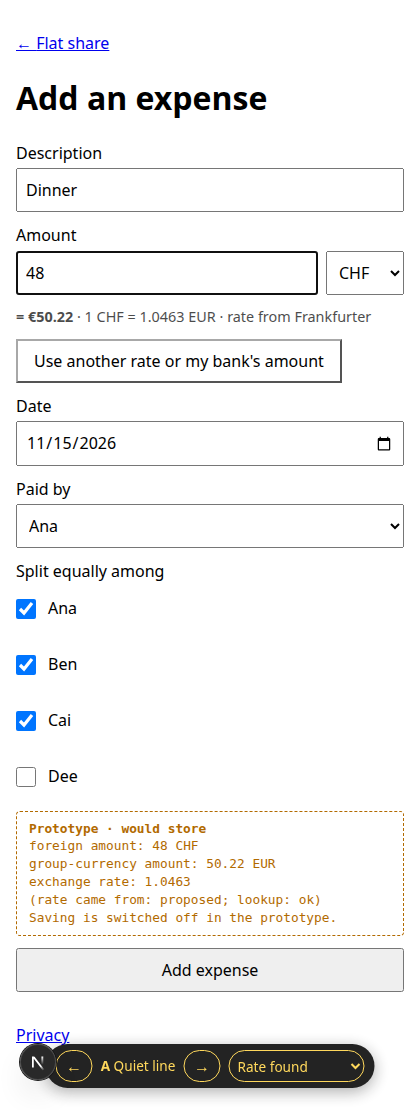 ← Flat share
Add an expense
Description
Dinner
Amount
48 CHF
= €50.22 · 1 CHF = 1.0463 EUR · rate from Frankfurter
Use another rate or my bank's amount
Date
11/15/2026
Paid by
Ana
Split equally among
Ana
Ben
Cai
Dee
Prototype · would store
foreign amount: 48 CHF
group-currency amount: 50.22 EUR
exchange rate: 1.0463
(rate came from: proposed; lookup: ok)
Saving is switched off in the prototype.
Add expense
Privacy
N ← A Quiet line → Rate found